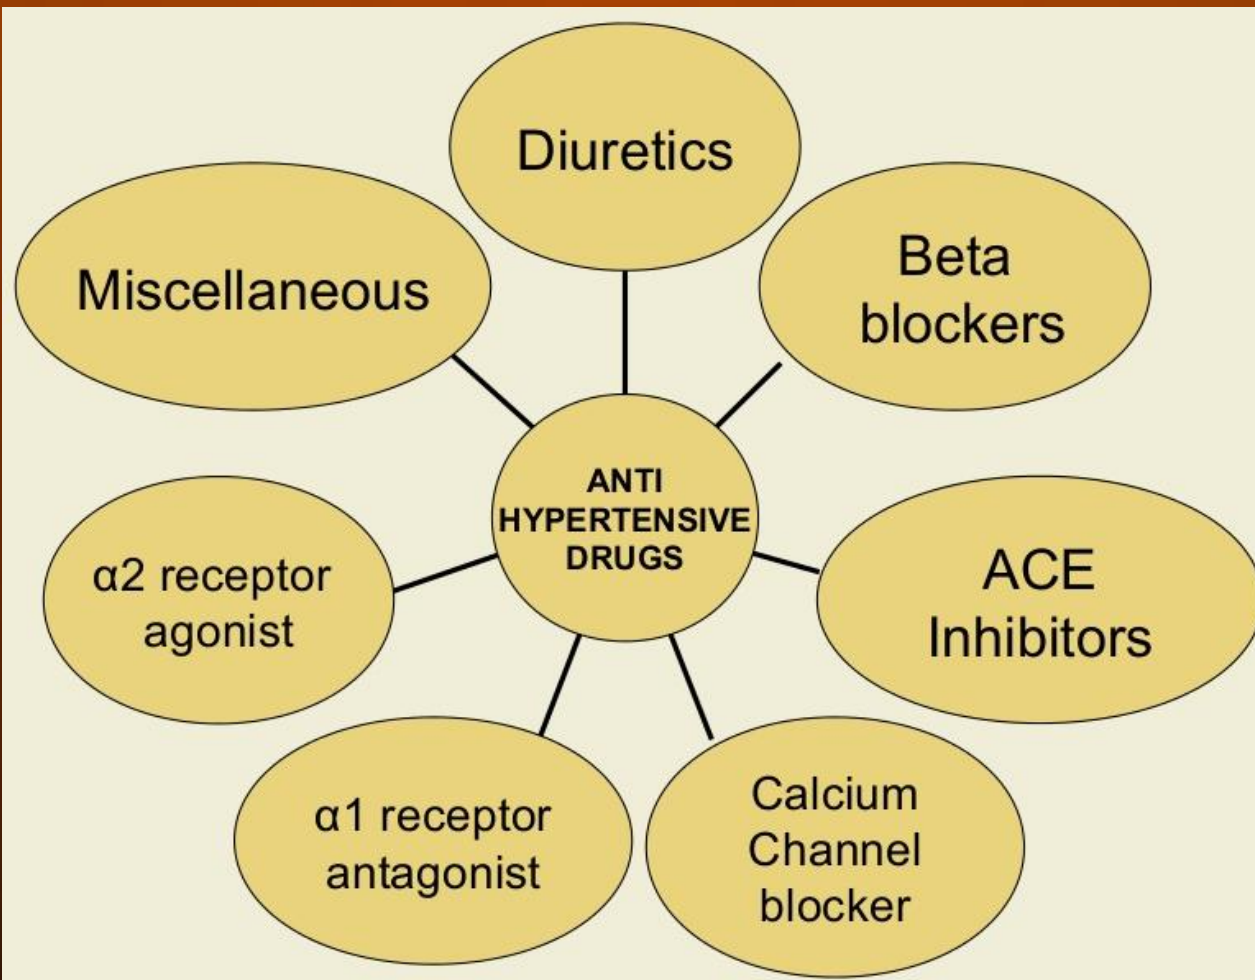 Diuretics
Beta
blockers
ACE
Inhibitors
Calcium
Channel
blocker
α1 receptor
antagonist
α2 receptor
agonist
Miscellaneous
ANTI
HYPERTENSIVE
DRUGS